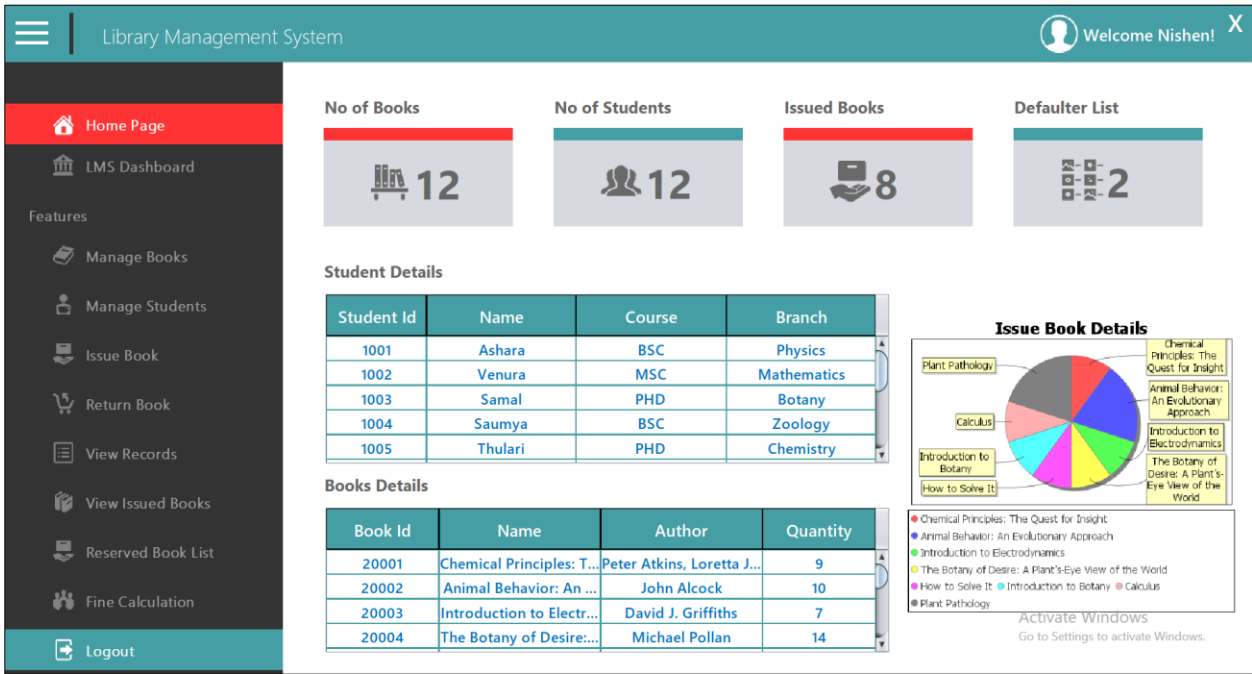 Library Management System
Welcome Nishen!
X
Home Page
LMS Dashboard
Features
Manage Books
Manage Students
Issue Book
Return Book
View Records
View Issued Books
Reserved Book List
Fine Calculation
Logout
No of Books
No of Students
Issued Books
Defaulter List
12
12
8
2
Student Details
Student Id Name Course Branch
1001 Ashara BSC Physics
1002 Venura MSC Mathematics
1003 Samal PHD Botany
1004 Saumya BSC Zoology
1005 Thulari PHD Chemistry
Books Details
Book Id Name Author Quantity
20001 Chemical Principles: T... Peter Atkins, Loretta J... 9
20002 Animal Behavior: An ... John Alcock 10
20003 Introduction to Electr... David J. Griffiths 7
20004 The Botany of Desire:... Michael Pollan 14
Issue Book Details
Plant Pathology
Calculus
Introduction to
Botany
How to Solve It
Chemical
Principles: The
Quest for Insight
Animal Behavior:
An Evolutionary
Approach
Introduction to
Electrodynamics
The Botany of
Desire: A Plant's-
Eye View of the
World
Chemical Principles: The Quest for Insight
Animal Behavior: An Evolutionary Approach
Introduction to Electrodynamics
The Botany of Desire: A Plant's-Eye View of the World
How to Solve It Introduction to Botany Calculus
Plant Pathology
Activate Windows
Go to Settings to activate Windows.